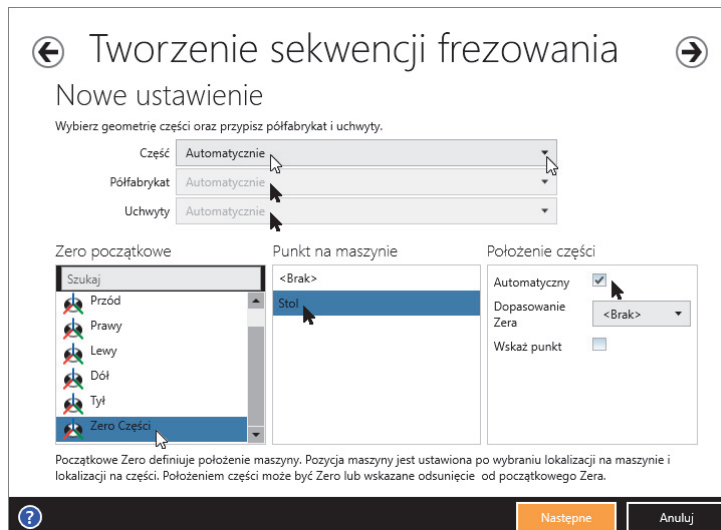 Tworzenie sekwencji frezowania
Nowe ustawienie
Wybierz geometrię części oraz przypisz półfabrykat i uchwyty.
Część Automatycznie
Półfabrykat Automatycznie
Uchwyty Automatycznie
Zero początkowe
Szukaj
Przód
Prawy
Lewy
Dół
Tył
Zero Części
Punkt na maszynie
<Brak>
Stol
Położenie części
Automatyczny
Dopasowanie
Zera
<Brak>
Wskaż punkt
Początkowe Zero definiuje położenie maszyny. Pozycja maszyny jest ustawiona po wybraniu lokalizacji na maszynie i
lokalizacji na części. Położeniem części może być Zero lub wskazane odsunięcie od początkowego Zera.
?
Następne Anuluj